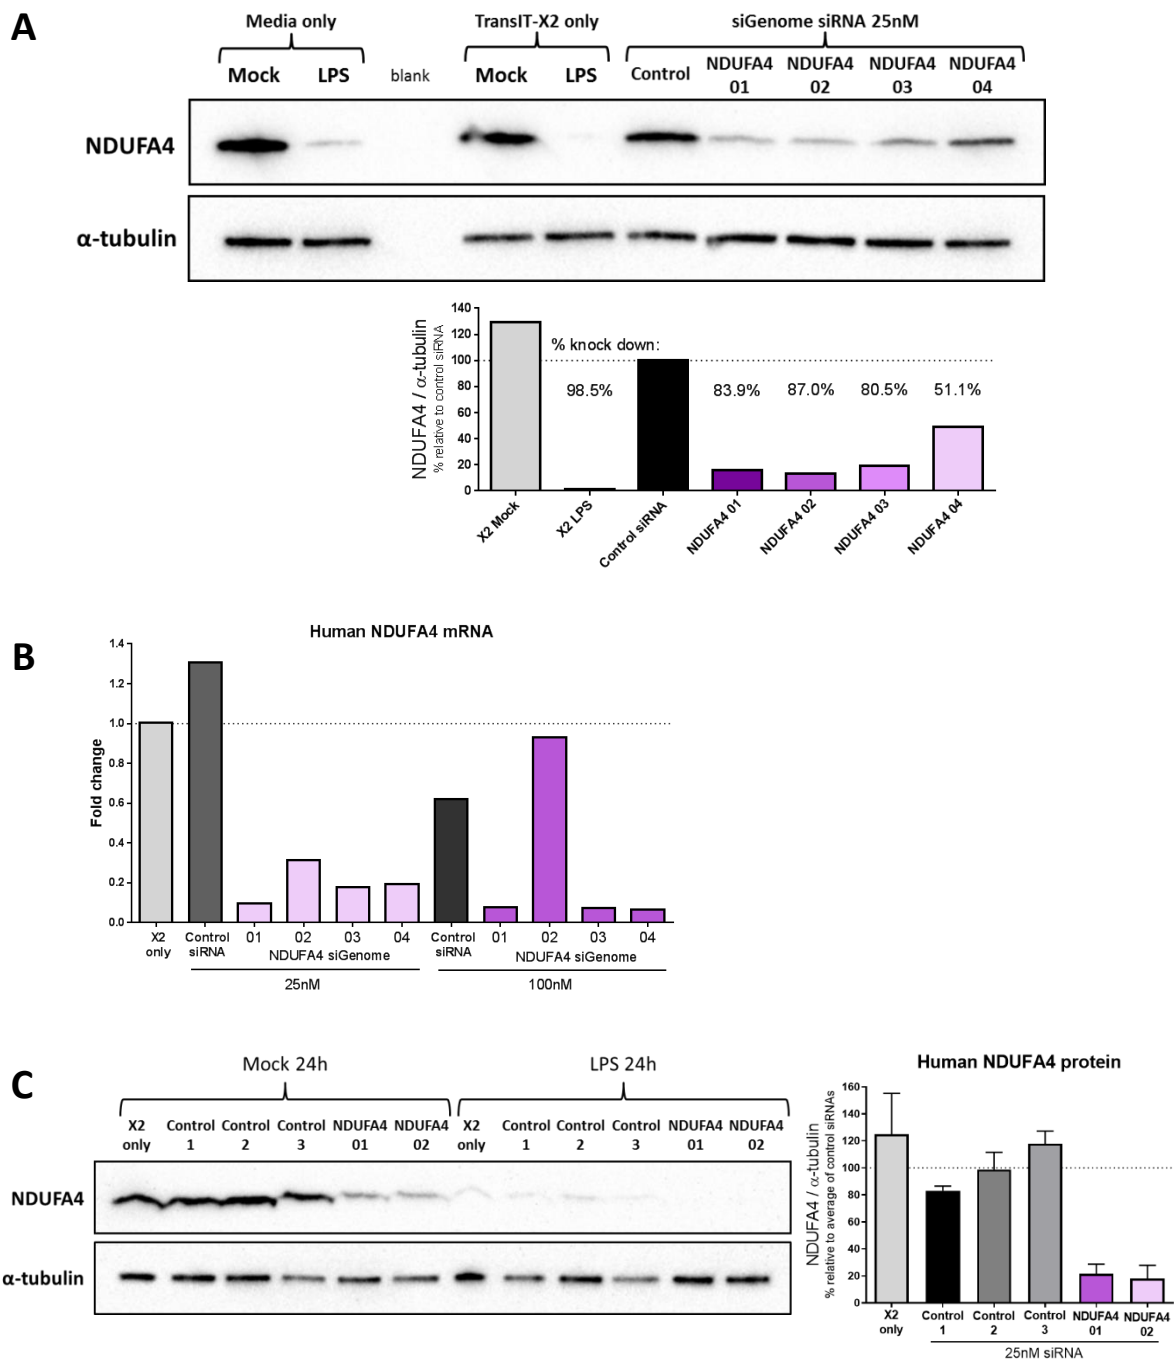 A
Media only
TransIT-X2 only
siGenome siRNA 25nM
Mock
LPS
blank
Mock
LPS
Control
NDUFA4
01
NDUFA4
02
NDUFA4
03
NDUFA4
04
NDUFA4
α-tubulin
NDUFA4 / α-tubulin
% relative to control siRNA
140
120
100
80
60
40
20
0
% knock down:
98.5%
83.9%
87.0%
80.5%
51.1%
X2 Mock
X2 LPS
Control siRNA
NDUFA4 01
NDUFA4 02
NDUFA4 03
NDUFA4 04
B
Human NDUFA4 mRNA
Fold change
1.4
1.2
1.0
0.8
0.6
0.4
0.2
0.0
X2
only
Control
siRNA
01
02
03
04
Control
siRNA
01
02
03
04
NDUFA4 siGenome
NDUFA4 siGenome
25nM
100nM
C
Mock 24h
LPS 24h
X2
only
Control
1
Control
2
Control
3
NDUFA4
01
NDUFA4
02
X2
only
Control
1
Control
2
Control
3
NDUFA4
01
NDUFA4
02
NDUFA4
α-tubulin
Human NDUFA4 protein
NDUFA4 / α-tubulin
% relative to average of control siRNAs
160
140
120
100
80
60
40
20
0
X2
only
Control
1
Control
2
Control
3
NDUFA4
01
NDUFA4
02
25nM siRNA